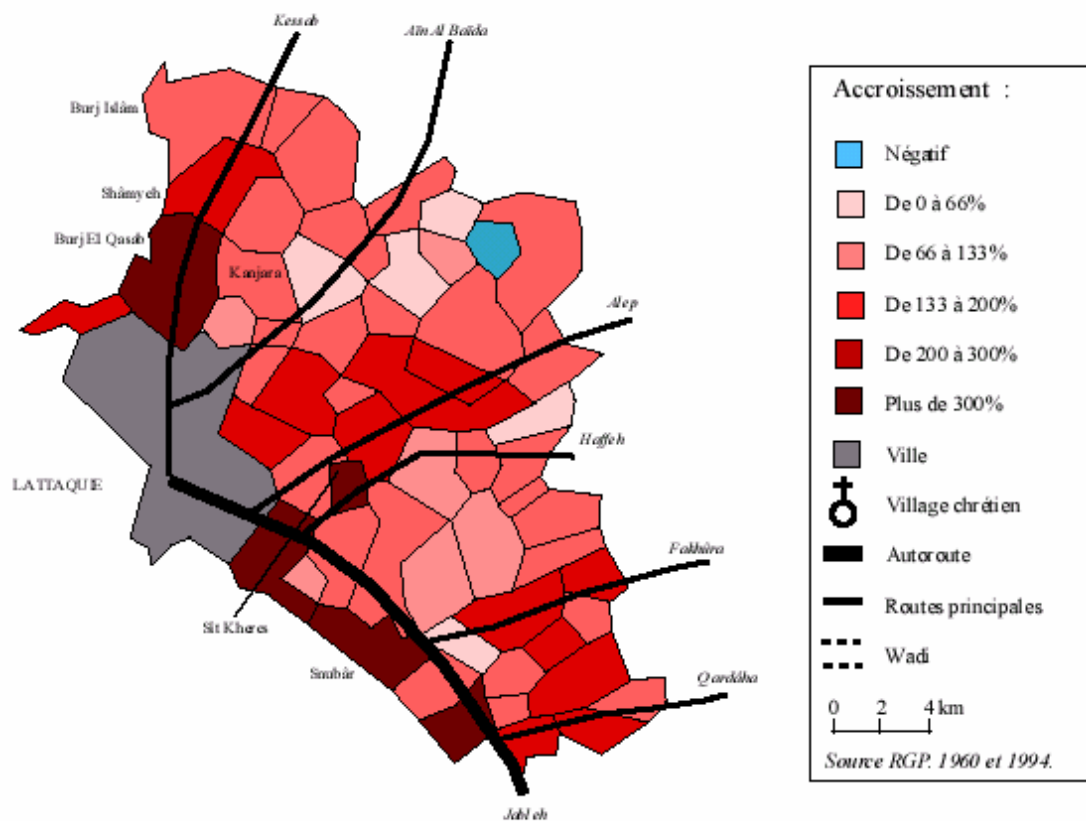 Kessab
Aïn Al Baïda
Burj Islâm
Shâmyeh
Burj El Qasab
Kanjara
Alep
Haffeh
LATTAQUIE
Fakhûra
Sit Kheres
Snubâr
Qardâha
Jableh
Accroissement :
Négatif
De 0 à 66%
De 66 à 133%
De 133 à 200%
De 200 à 300%
Plus de 300%
Ville
Village chrétien
Autoroute
Routes principales
Wadi
0 2 4 km
Source RGP. 1960 et 1994.